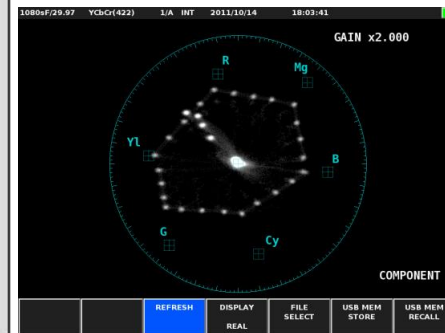 1080sF/29.97 YCbCr(422) 1/A INT 2011/10/14 18:03:41
GAIN x2.000
R
Mg
Yl
B
G
Cy
COMPONENT
REFRESH
DISPLAY
REAL
FILE
SELECT
USB MEM
STORE
USB MEM
RECALL